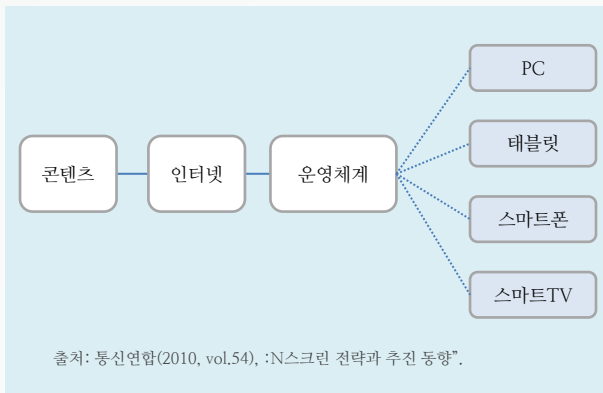 콘텐츠
인터넷
운영체계
PC
태블릿
스마트폰
스마트TV
출처: 통신연합(2010, vol.54), :N스크린 전략과 추진 동향”.